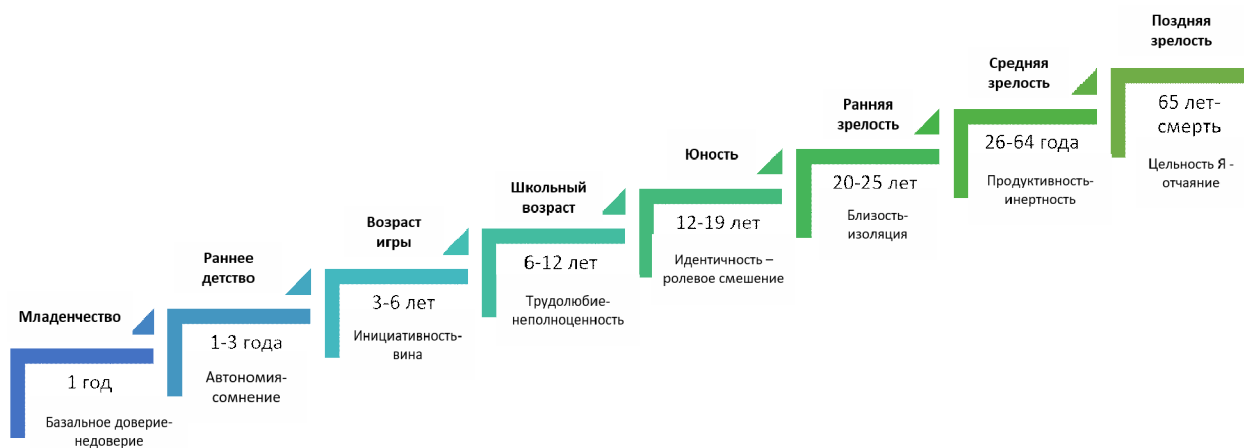 Младенчество
1 год
Базальное доверие-
недоверие
Раннее
детство
1-3 года
Автономия-
сомнение
Возраст
игры
3-6 лет
Инициативность-
вина
Школьный
возраст
6-12 лет
Трудолюбие-
неполноценность
Юность
12-19 лет
Идентичность –
ролевое смешение
Ранняя
зрелость
20-25 лет
Близость-
изоляция
Средняя
зрелость
26-64 года
Продуктивность-
инертность
Поздняя
зрелость
65 лет-
смерть
Цельность Я -
отчаяние